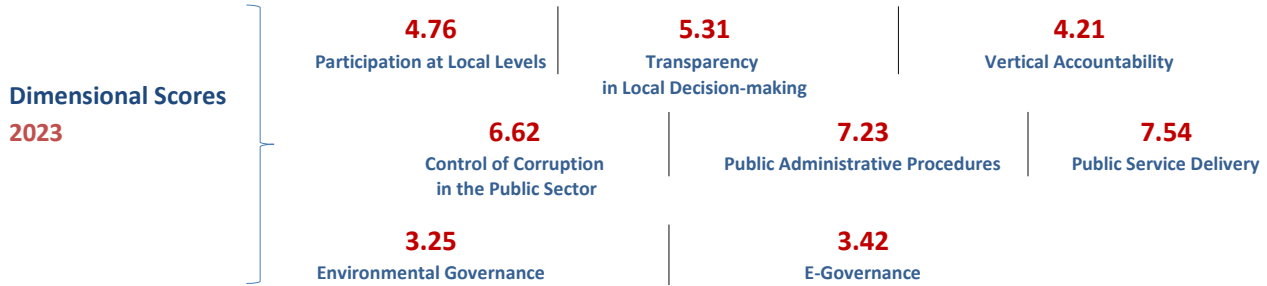 Dimensional Scores
2023
4.76
Participation at Local Levels
5.31
Transparency
in Local Decision-making
4.21
Vertical Accountability
6.62
Control of Corruption
in the Public Sector
7.23
Public Administrative Procedures
7.54
Public Service Delivery
3.25
Environmental Governance
3.42
E-Governance